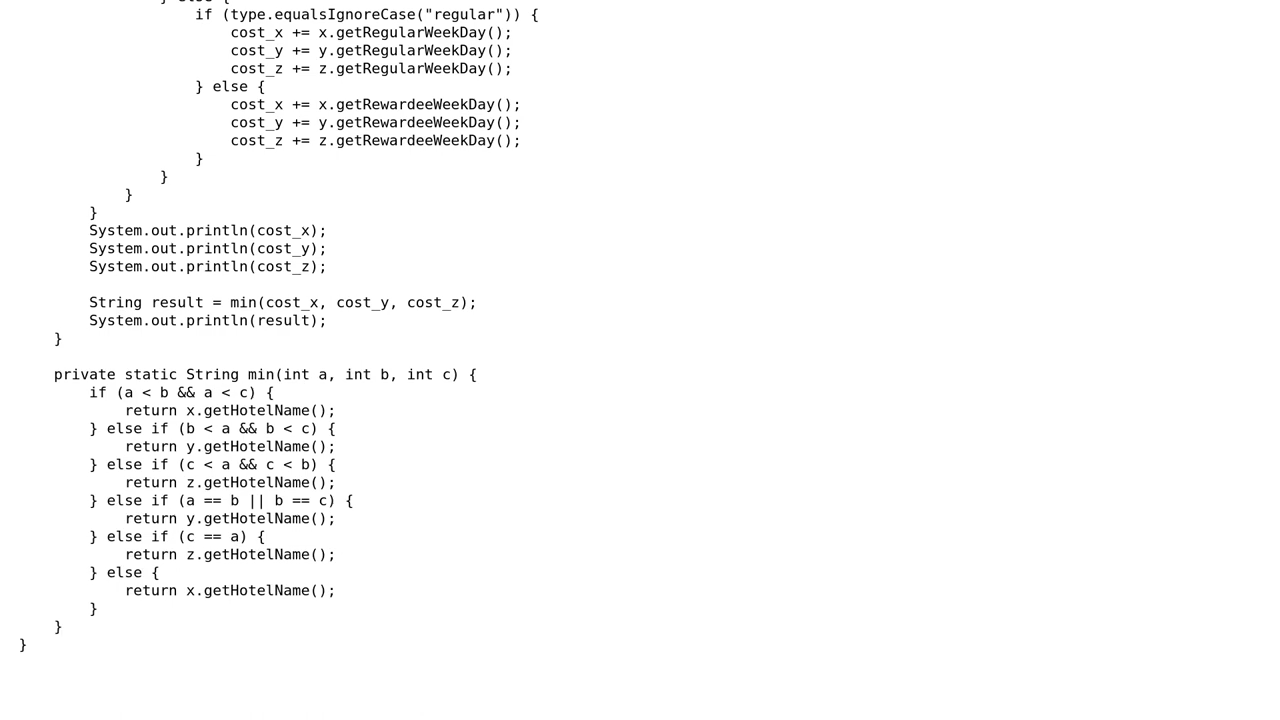 } else {
                    if (type.equalsIgnoreCase("regular")) {
                        cost_x += x.getRegularWeekDay();
                        cost_y += y.getRegularWeekDay();
                        cost_z += z.getRegularWeekDay();
                    } else {
                        cost_x += x.getRewardeeWeekDay();
                        cost_y += y.getRewardeeWeekDay();
                        cost_z += z.getRewardeeWeekDay();
                    }
                }
            }
        }
        System.out.println(cost_x);
        System.out.println(cost_y);
        System.out.println(cost_z);

        String result = min(cost_x, cost_y, cost_z);
        System.out.println(result);
    }

    private static String min(int a, int b, int c) {
        if (a < b && a < c) {
            return x.getHotelName();
        } else if (b < a && b < c) {
            return y.getHotelName();
        } else if (c < a && c < b) {
            return z.getHotelName();
        } else if (a == b || b == c) {
            return y.getHotelName();
        } else if (c == a) {
            return z.getHotelName();
        } else {
            return x.getHotelName();
        }
    }
}